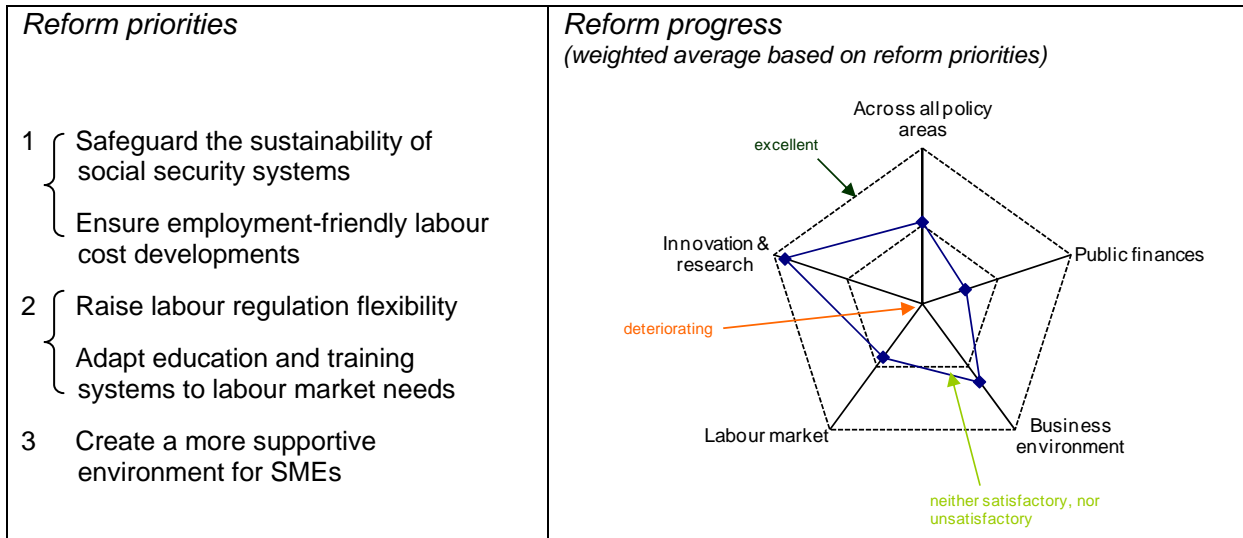 Reform priorities
1 Safeguard the sustainability of
social security systems
Ensure employment-friendly labour
cost developments
2 Raise labour regulation flexibility
Adapt education and training
systems to labour market needs
3 Create a more supportive
environment for SMEs
Reform progress
(weighted average based on reform priorities)
Across all policy
areas
excellent
Innovation &
research
Public finances
deteriorating
Labour market
Business
environment
neither satisfactory, nor
unsatisfactory